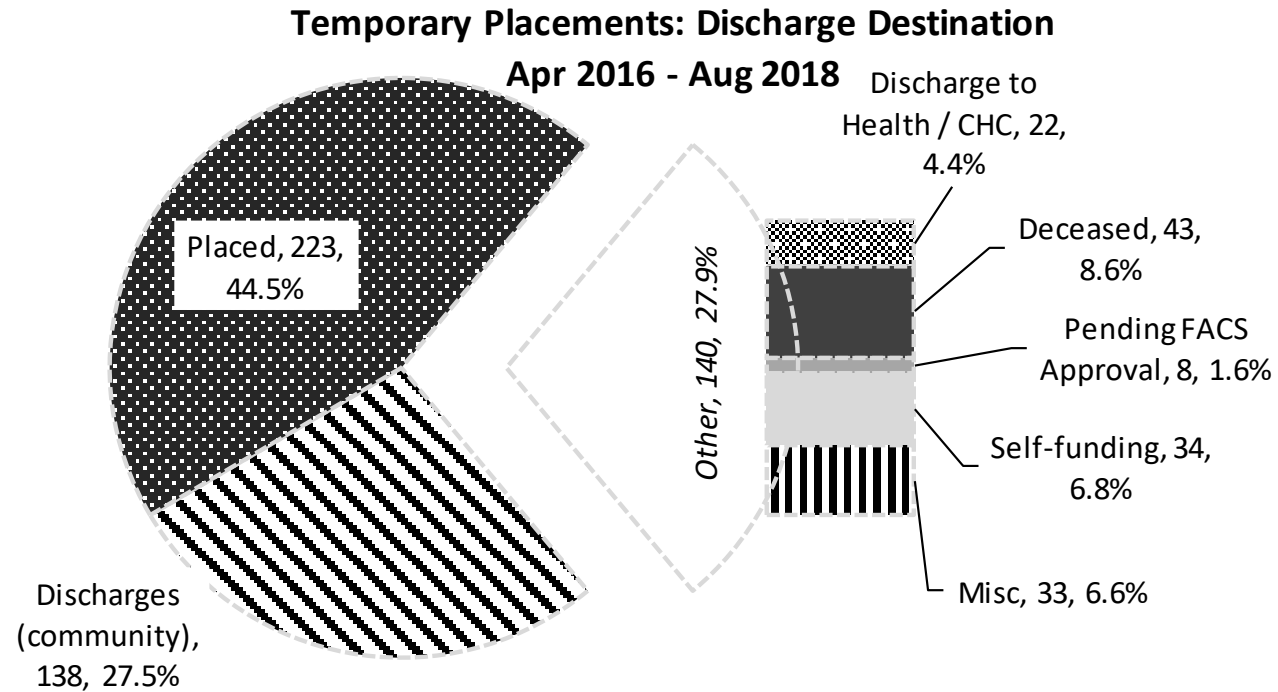 Temporary Placements: Discharge Destination
Apr 2016 - Aug 2018
Discharge to
Health / CHC, 22,
4.4%
Placed, 223,
44.5%
Other, 140, 27.9%
Deceased, 43,
8.6%
Pending FACS
Approval, 8, 1.6%
Self-funding, 34,
6.8%
Misc, 33, 6.6%
Discharges
(community),
138, 27.5%